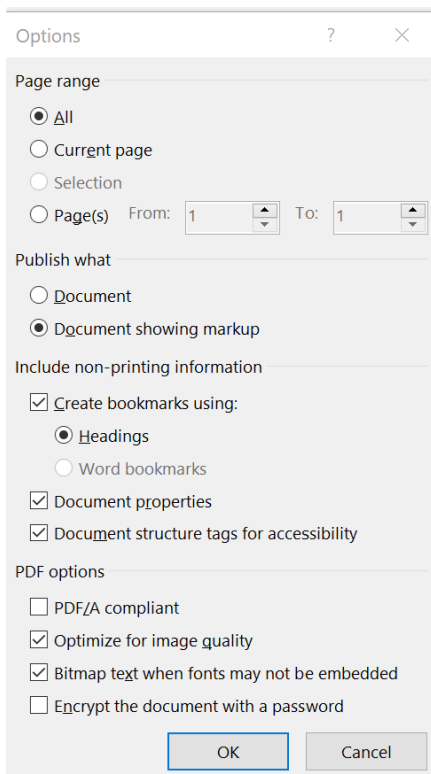 Options ?
Page range
All
Current page
Selection
Page(s) From: 1 To: 1
Publish what
Document
Document showing markup
Include non-printing information
Create bookmarks using:
Headings
Word bookmarks
Document properties
Document structure tags for accessibility
PDF options
PDF/A compliant
Optimize for image quality
Bitmap text when fonts may not be embedded
Encrypt the document with a password
OK Cancel